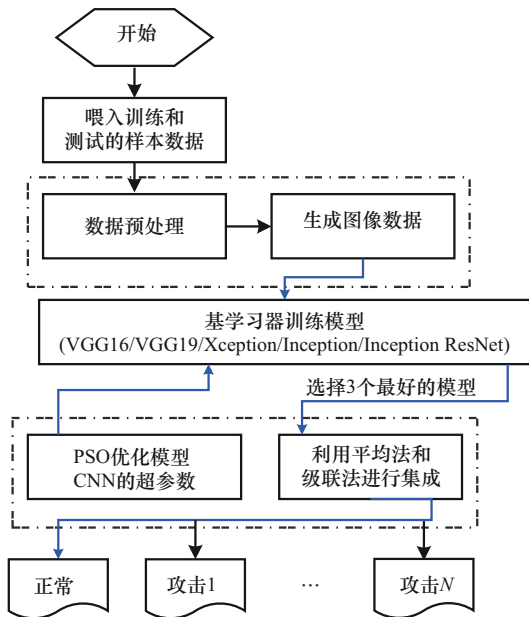 开始
喂入训练和
测试的样本数据
数据预处理
生成图像数据
基学习器训练模型
(VGG16/VGG19/Xception/Inception/Inception ResNet)
选择3个最好的模型
PSO优化模型
CNN的超参数
利用平均法和
级联法进行集成
正常
攻击1
…
攻击N